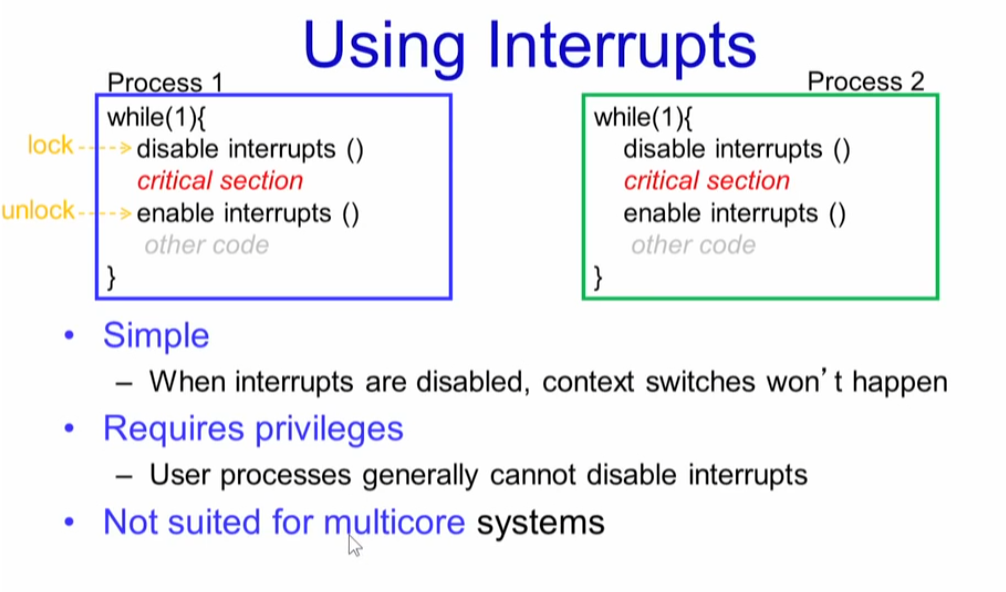 Using Interrupts
Process 1
while(1){
lock disable interrupts ()
critical section
unlock enable interrupts ()
other code
}
Process 2
while(1){
disable interrupts ()
critical section
enable interrupts ()
other code
}
• Simple
– When interrupts are disabled, context switches won't happen
• Requires privileges
– User processes generally cannot disable interrupts
• Not suited for multicore systems